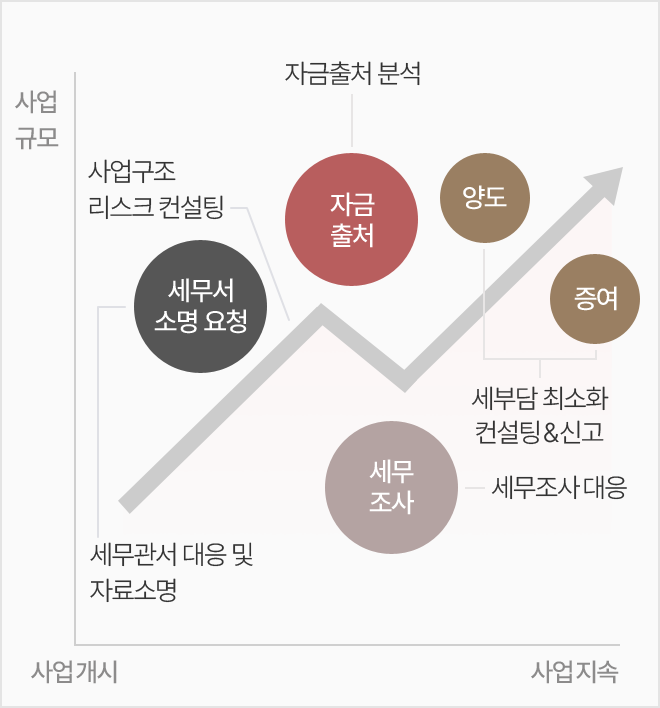 자금출처 분석
사업
규모
사업구조
리스크 컨설팅
자금
출처
양도
세무서
소명 요청
증여
세부담 최소화
컨설팅&신고
세무
조사
세무조사 대응
세무관서 대응 및
자료소명
사업개시
사업지속